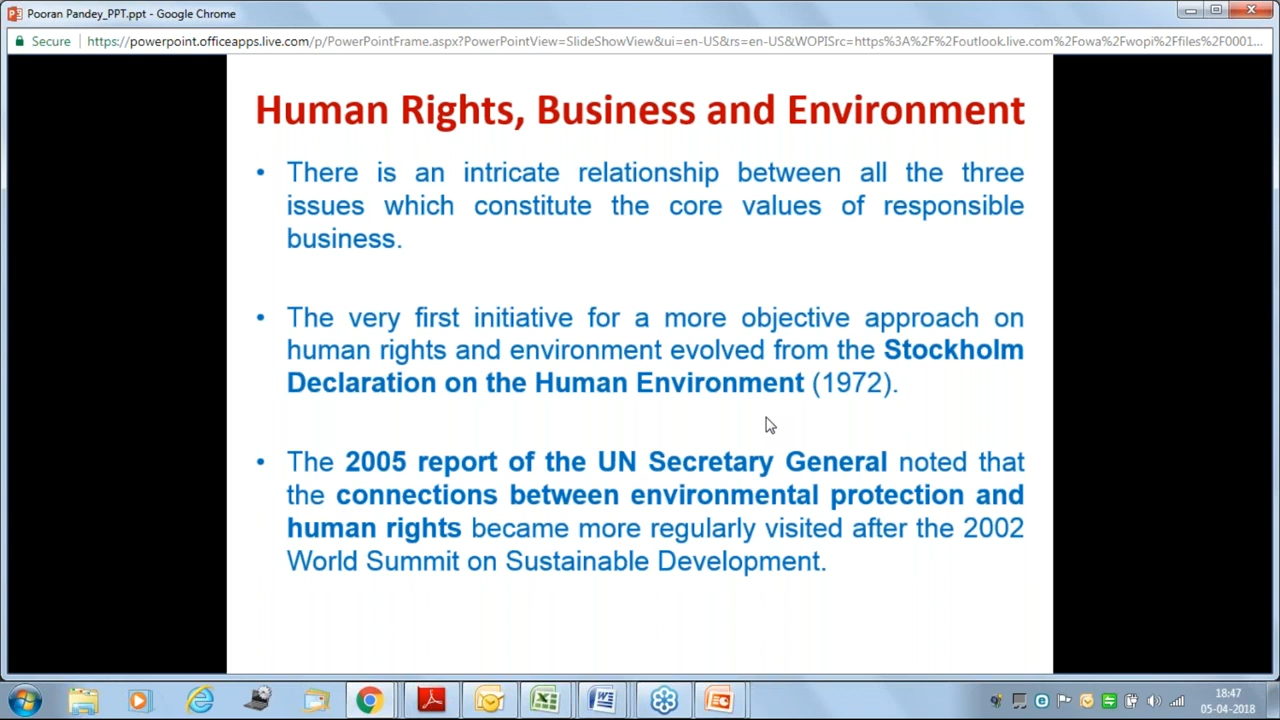 Pooran Pandey_PPT.ppt - Google Chrome
Secure https://powerpoint.officeapps.live.com/p/PowerPointFrame.aspx?PowerPointView=SlideShowView&ui=en-US&rs=en-US&WOPISrc=https%3A%2F%2Foutlook.live.com%2Fowa%2Fwopi%2Ffiles%2F0001...
Human Rights, Business and Environment
• There is an intricate relationship between all the three
issues which constitute the core values of responsible
business.
• The very first initiative for a more objective approach on
human rights and environment evolved from the Stockholm
Declaration on the Human Environment (1972).
• The 2005 report of the UN Secretary General noted that
the connections between environmental protection and
human rights became more regularly visited after the 2002
World Summit on Sustainable Development.
18:47
05-04-2018